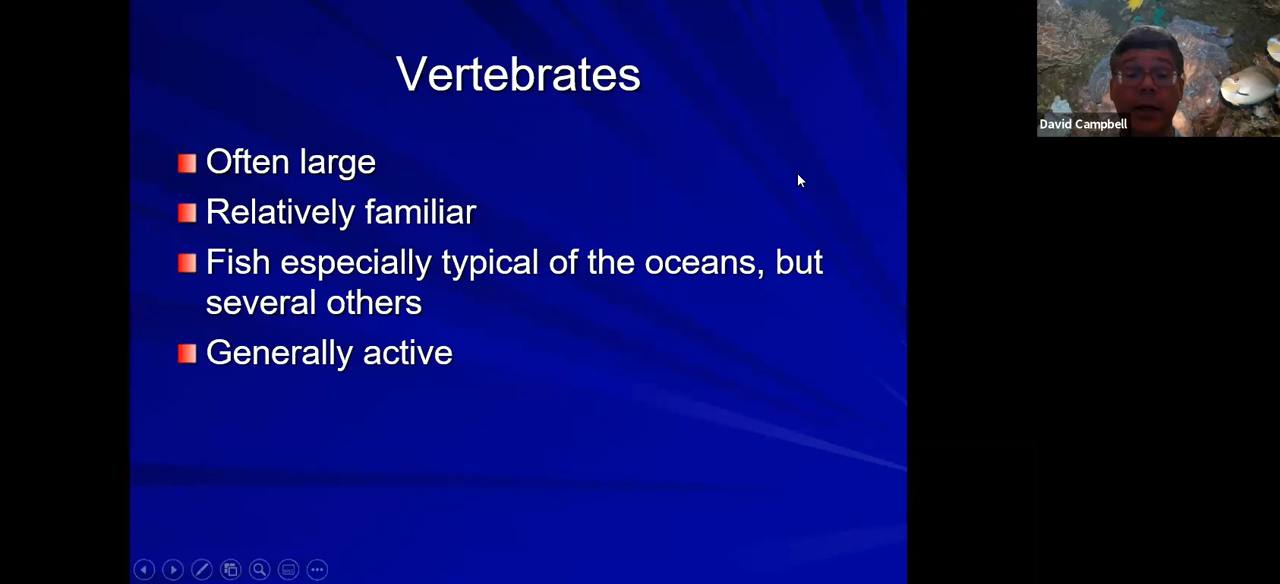 Vertebrates
Often large
Relatively familiar
Fish especially typical of the oceans, but
several others
Generally active
David Campbell